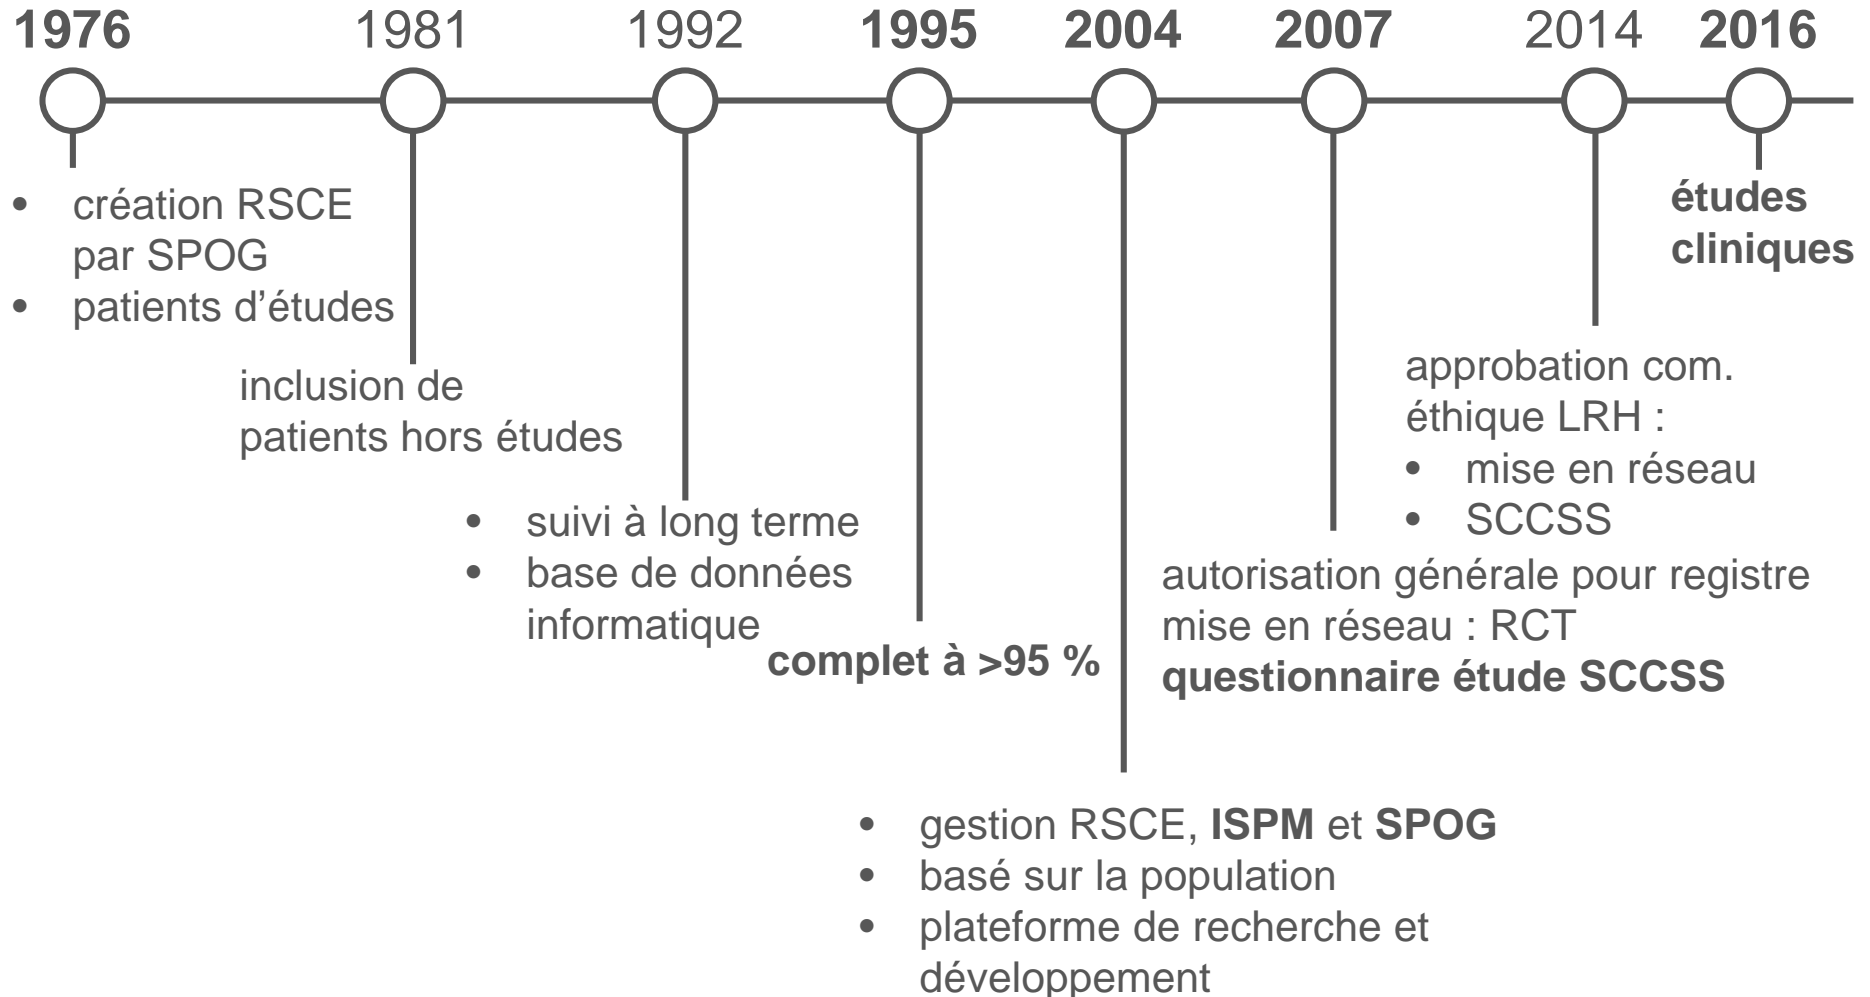 1976 1981 1992 1995 2004 2007 2014 2016
• création RSCE
par SPOG
• patients d’études
inclusion de
patients hors études
• suivi à long terme
• base de données
informatique
complet à >95 %
• gestion RSCE, ISPM et SPOG
• basé sur la population
• plateforme de recherche et
développement
autorisation générale pour registre
mise en réseau : RCT
questionnaire étude SCCSS
approbation com.
éthique LRH :
• mise en réseau
• SCCSS
études
cliniques